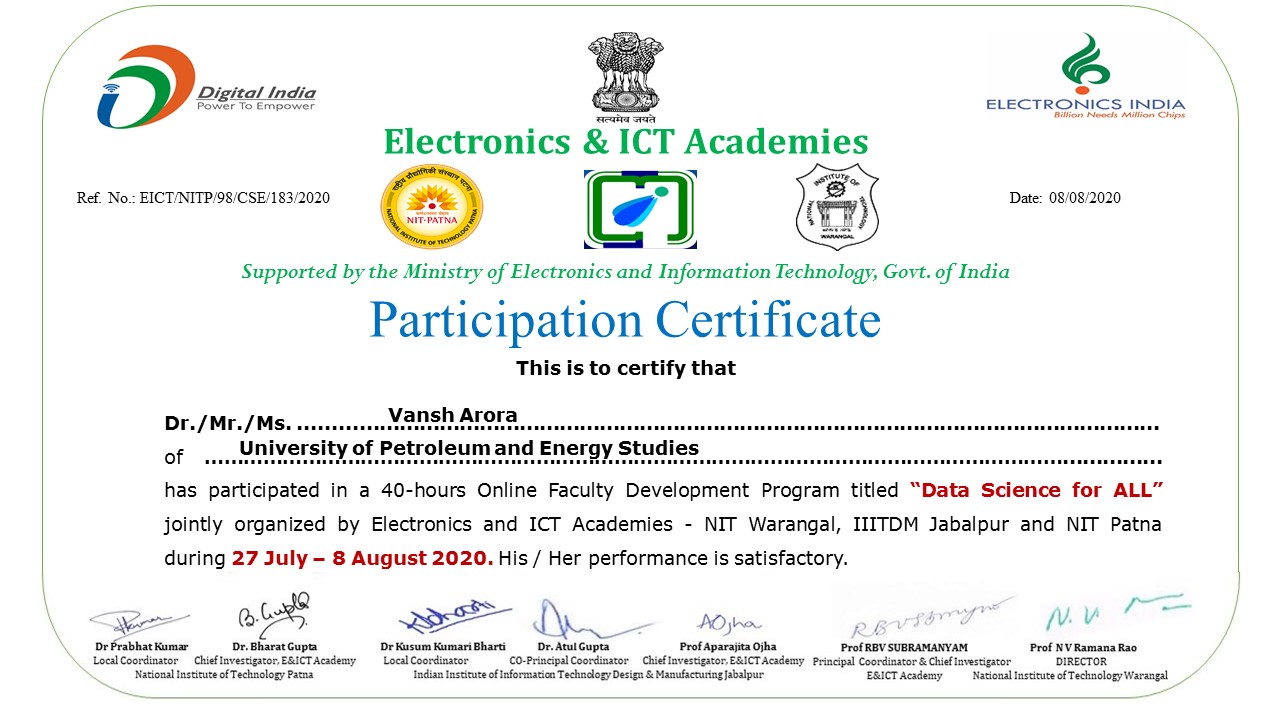 Digital India
Power To Empower
सत्यमेव जयते
ELECTRONICS INDIA
Billion Needs Million Chips
Electronics & ICT Academies
Ref. No.: EICT/NITP/98/CSE/183/2020
राष्ट्रीय प्रौद्योगिकी संस्थान पटना
NIT-PATNA
NATIONAL INSTITUTE OF TECHNOLOGY PATNA
INSTITUTE OF
NATIONAL
TECHNOLOGY
WARANGAL
Date: 08/08/2020
Supported by the Ministry of Electronics and Information Technology, Govt. of India
Participation Certificate
This is to certify that
Dr./Mr./Ms. Vansh Arora
of University of Petroleum and Energy Studies
has participated in a 40-hours Online Faculty Development Program titled “Data Science for ALL”
jointly organized by Electronics and ICT Academies - NIT Warangal, IIITDM Jabalpur and NIT Patna
during 27 July – 8 August 2020. His / Her performance is satisfactory.
B. Gupta
AOjha
Dr Prabhat Kumar Dr. Bharat Gupta Dr Kusum Kumari Bharti Dr. Atul Gupta Prof Aparajita Ojha Prof RBV SUBRAMANYAM Prof N V Ramana Rao
Local Coordinator Chief Investigator, E&ICT Academy Local Coordinator CO-Principal Coordinator Chief Investigator, E&ICT Academy Principal Coordinator & Chief Investigator DIRECTOR
National Institute of Technology Patna Indian Institute of Information Technology Design & Manufacturing Jabalpur E&ICT Academy National Institute of Technology Warangal